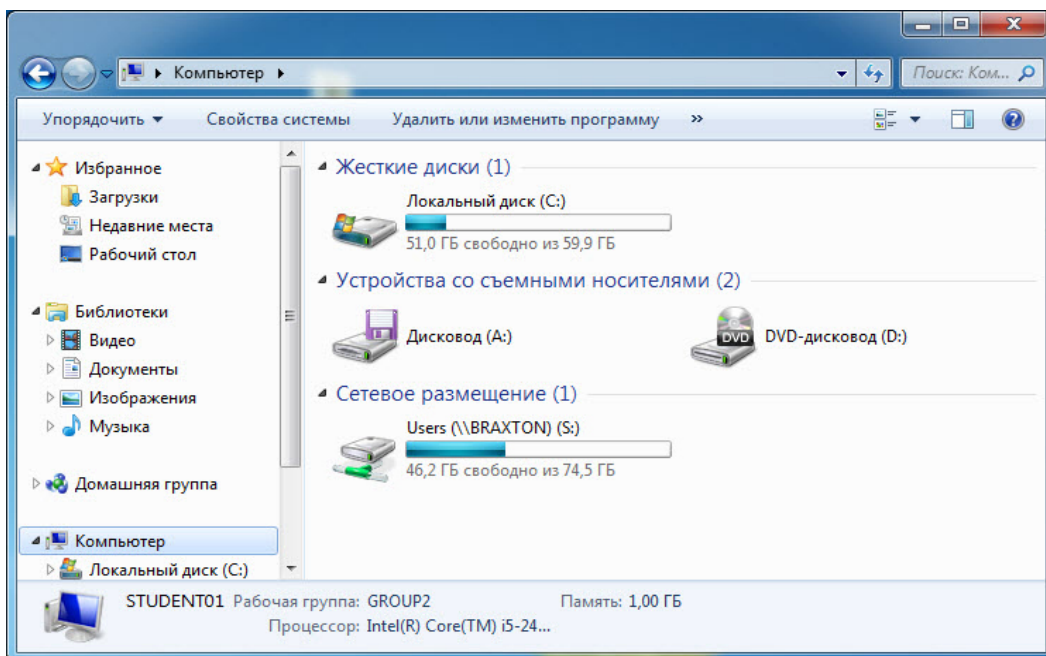 Компьютер
Поиск: Ком...
Упорядочить
Свойства системы
Удалить или изменить программу
»
Избранное
Загрузки
Недавние места
Рабочий стол
Библиотеки
Видео
Документы
Изображения
Музыка
Домашняя группа
Компьютер
Локальный диск (C:)
Жесткие диски (1)
Локальный диск (C:)
51,0 ГБ свободно из 59,9 ГБ
Устройства со съемными носителями (2)
Дисковод (A:)
DVD
DVD-дисковод (D:)
Сетевое размещение (1)
Users (\\BRAXTON) (S:)
46,2 ГБ свободно из 74,5 ГБ
STUDENT01 Рабочая группа: GROUP2 Память: 1,00 ГБ
Процессор: Intel(R) Core(TM) i5-24...